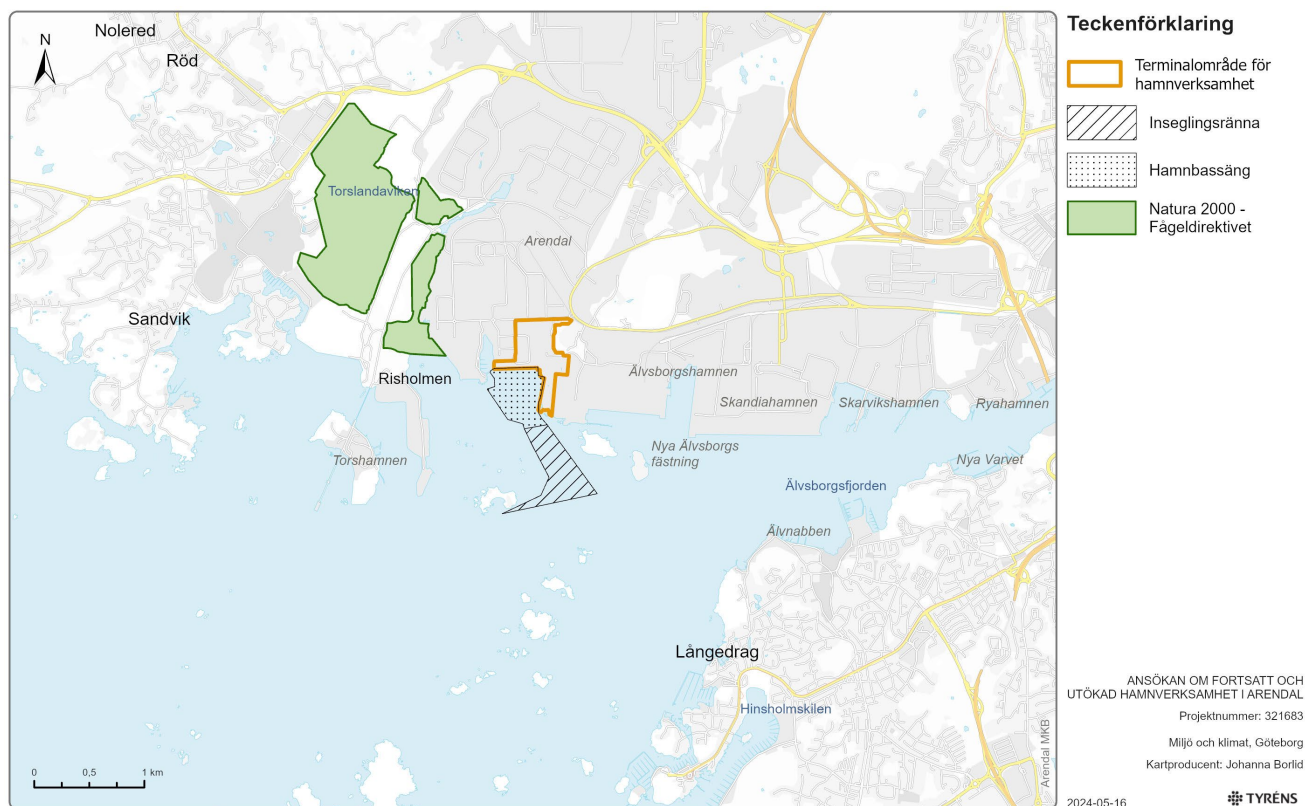 Nolered
Röd
N
Torslandaviken
Arendal
Sandvik
Risholmen
Älvsborgshamnen
Skandiahamnen
Skarvikshamnen
Ryahamnen
Torshamnen
Nya Älvsborgs
fästning
Nya Varvet
Älvsborgsfjorden
Älvnabben
Långedrag
Hinsholmskilen
0
0,5
1 km
Arendal MKB
Teckenförklaring
Terminalområde för
hamnverksamhet
Inseglingsränna
Hamnbassäng
Natura 2000 -
Fågeldirektivet
ANSÖKAN OM FORTSATT OCH
UTÖKAD HAMNVERKSAMHET I ARENDAL
Projektnummer: 321683
Miljö och klimat, Göteborg
Kartproducent: Johanna Borlid
2024-05-16
TYRÉNS